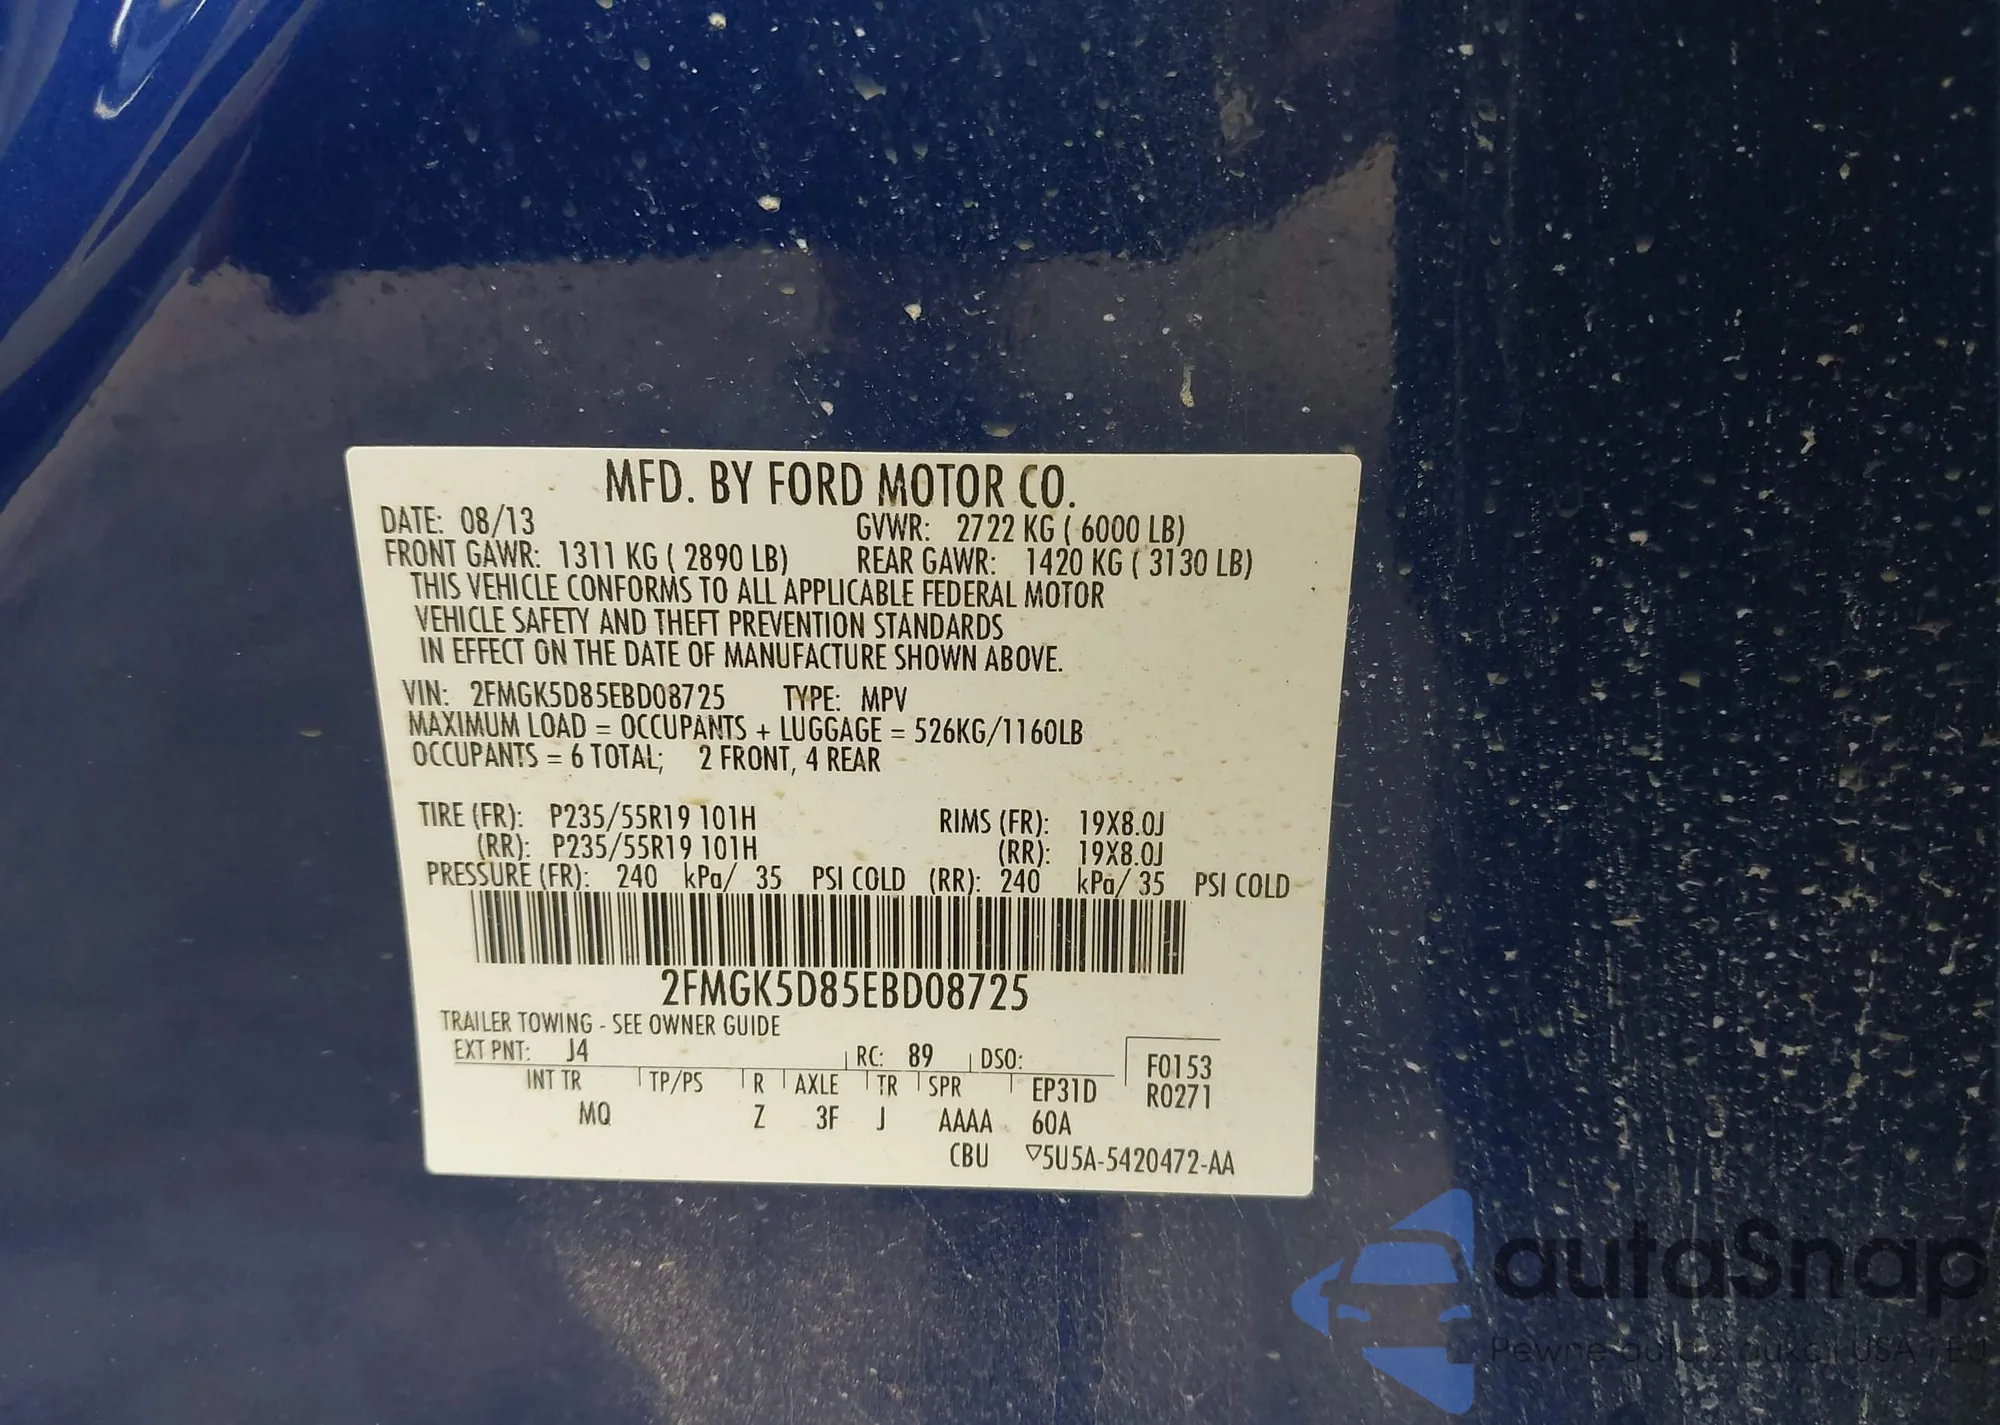 MFD. BY FORD MOTOR CO.
DATE: 08/13 GVWR: 2722 KG ( 6000 LB)
FRONT GAWR: 1311 KG ( 2890 LB) REAR GAWR: 1420 KG ( 3130 LB)
THIS VEHICLE CONFORMS TO ALL APPLICABLE FEDERAL MOTOR
VEHICLE SAFETY AND THEFT PREVENTION STANDARDS
IN EFFECT ON THE DATE OF MANUFACTURE SHOWN ABOVE.
VIN: 2FMGK5D85EBD08725 TYPE: MPV
MAXIMUM LOAD = OCCUPANTS + LUGGAGE = 526KG/1160LB
OCCUPANTS = 6 TOTAL; 2 FRONT, 4 REAR
TIRE (FR): P235/55R19 101H RIMS (FR): 19X8.0J
(RR): P235/55R19 101H (RR): 19X8.0J
PRESSURE (FR): 240 kPa/ 35 PSI COLD (RR): 240 kPa/ 35 PSI COLD
2FMGK5D85EBD08725
TRAILER TOWING - SEE OWNER GUIDE
EXT PNT: J4 RC: 89 DSO: F0153
INT TR TP/PS R AXLE TR SPR EP31D R0271
MQ Z 3F J AAAA 60A
CBU ▽5U5A-5420472-AA
autoSnap
Pewne auta z aukcji USA i EU